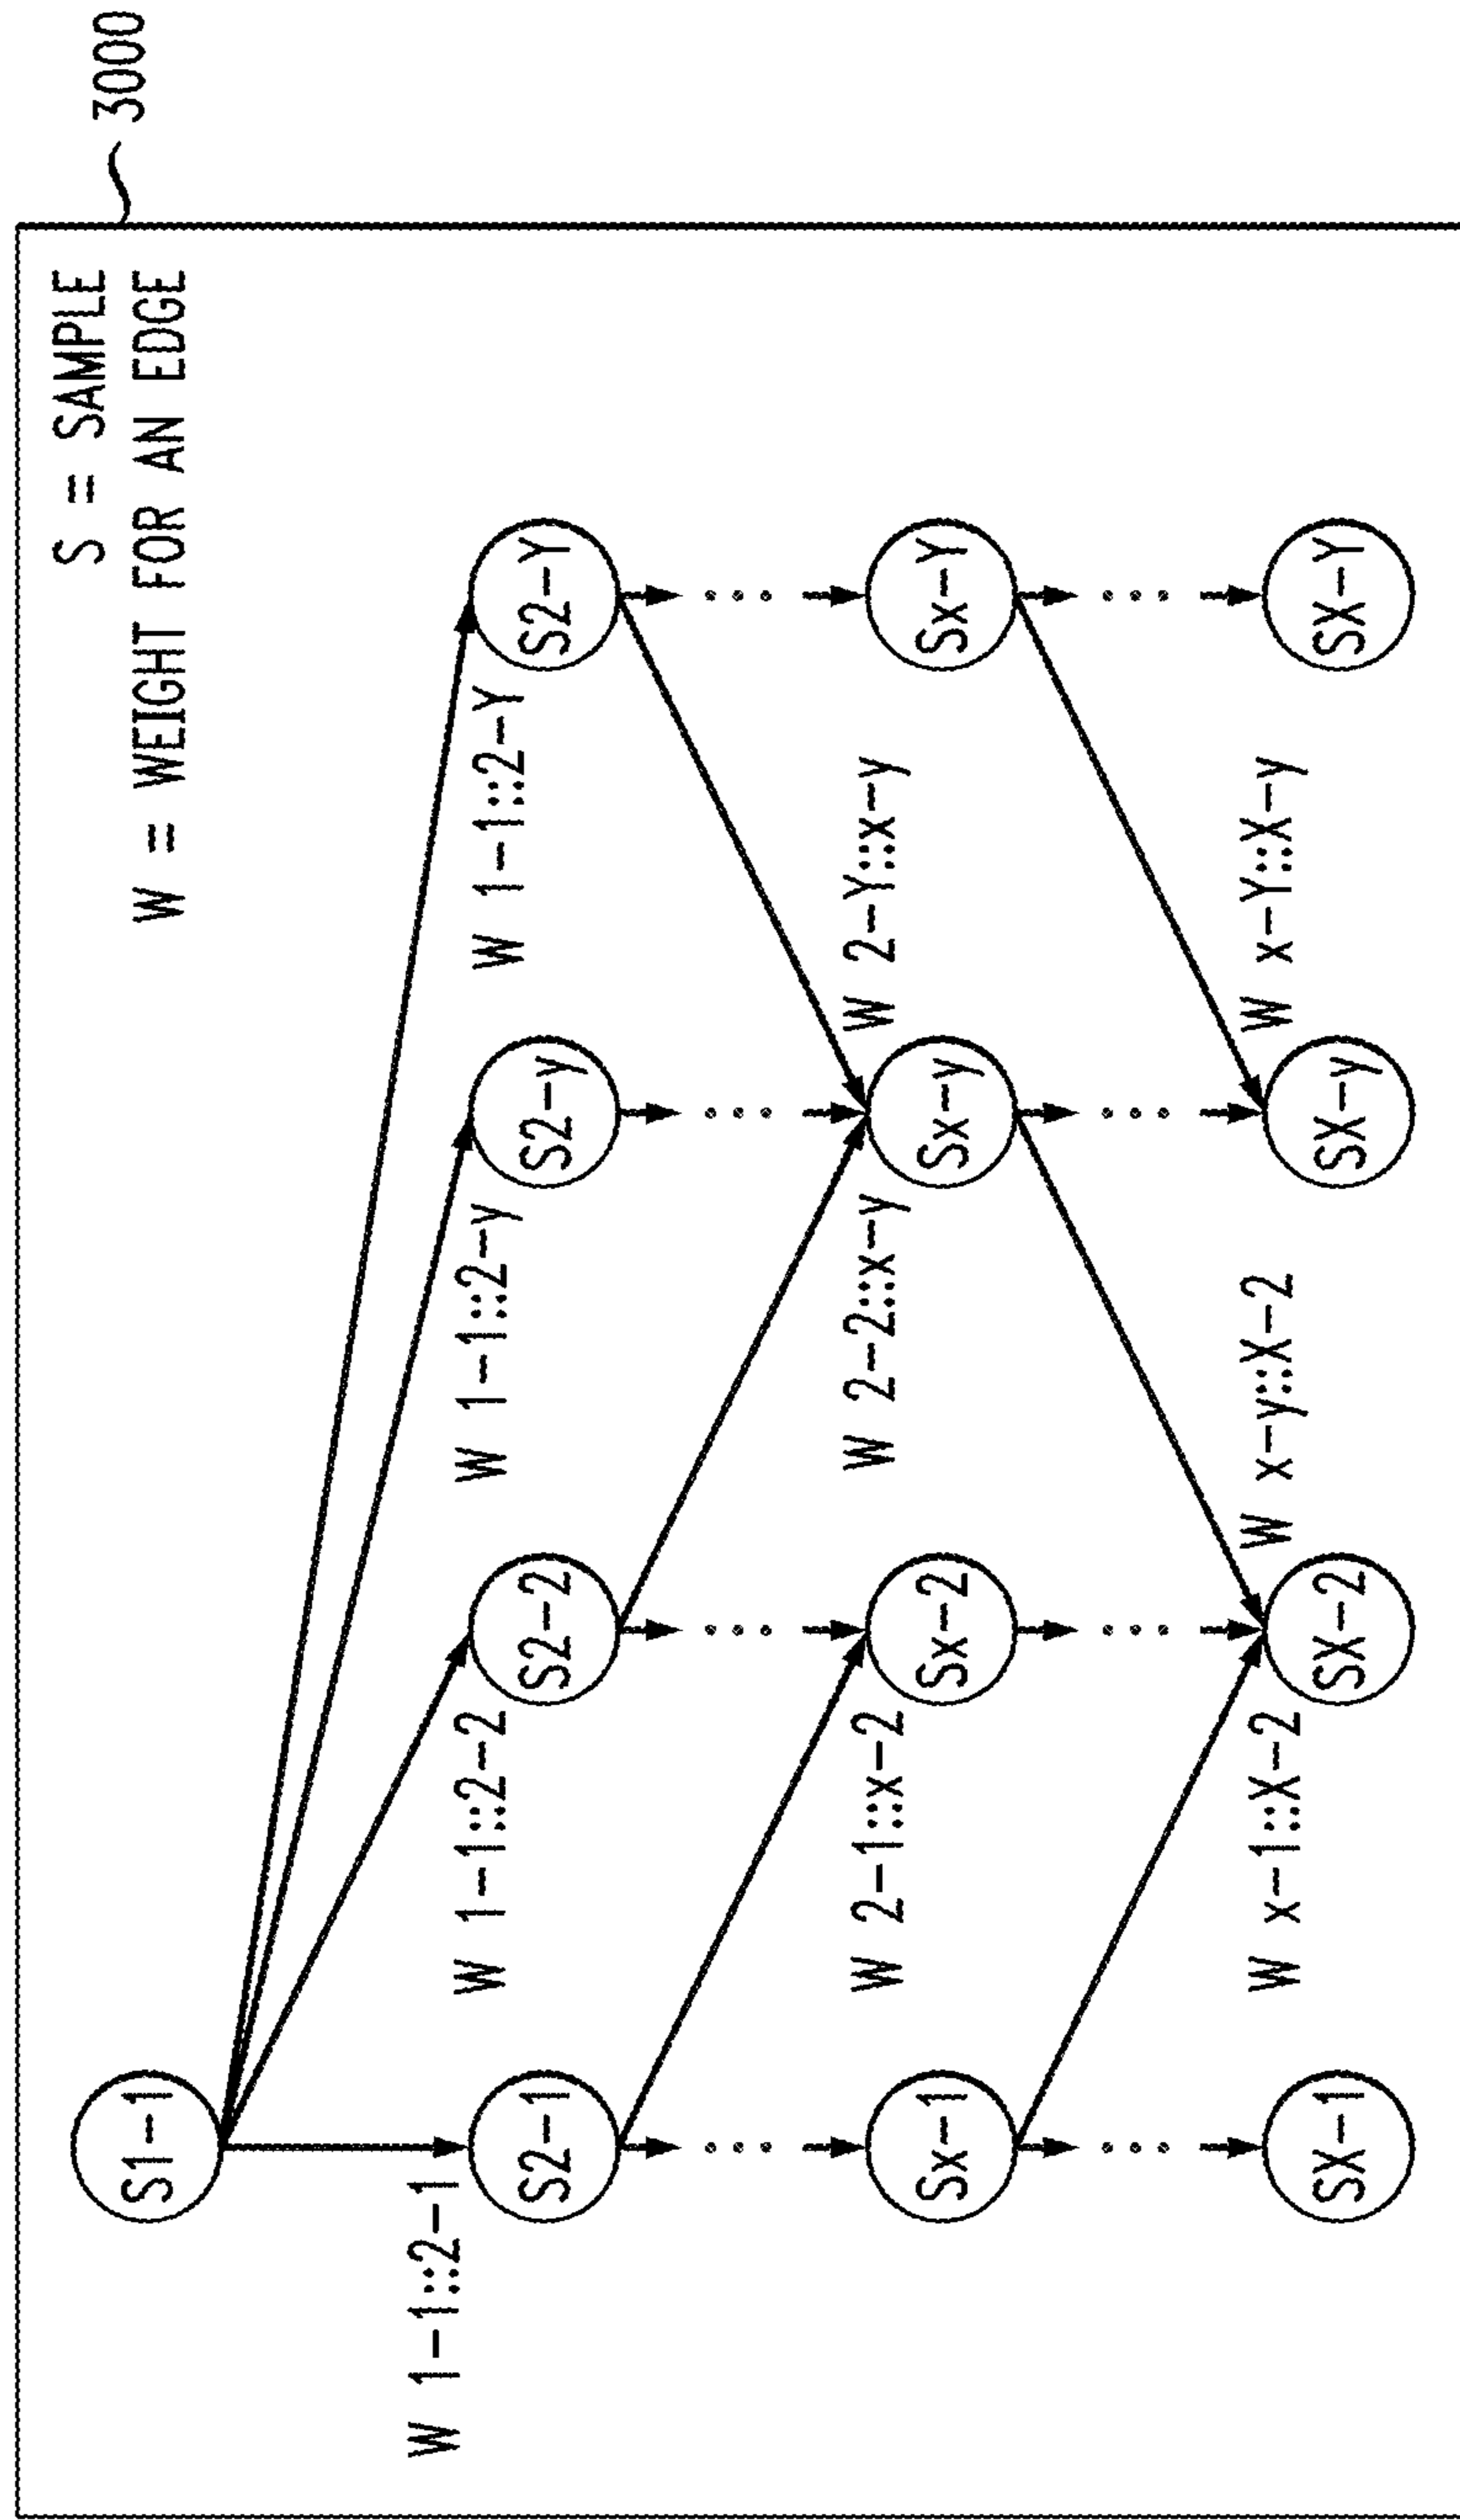 3000
S = SAMPLE
W = WEIGHT FOR AN EDGE
S1-1
W 1-1::2-1
W 1-1::2-2
W 1-1::2-y
W 1-1::2-Y
S2-1
S2-2
S2-y
S2-Y
W 2-1::x-2
W 2-2::x-y
W 2-Y::x-y
Sx-1
Sx-2
Sx-y
Sx-Y
W x-1::X-2
W x-y::X-2
W x-Y::X-y
SX-1
SX-2
SX-y
SX-Y